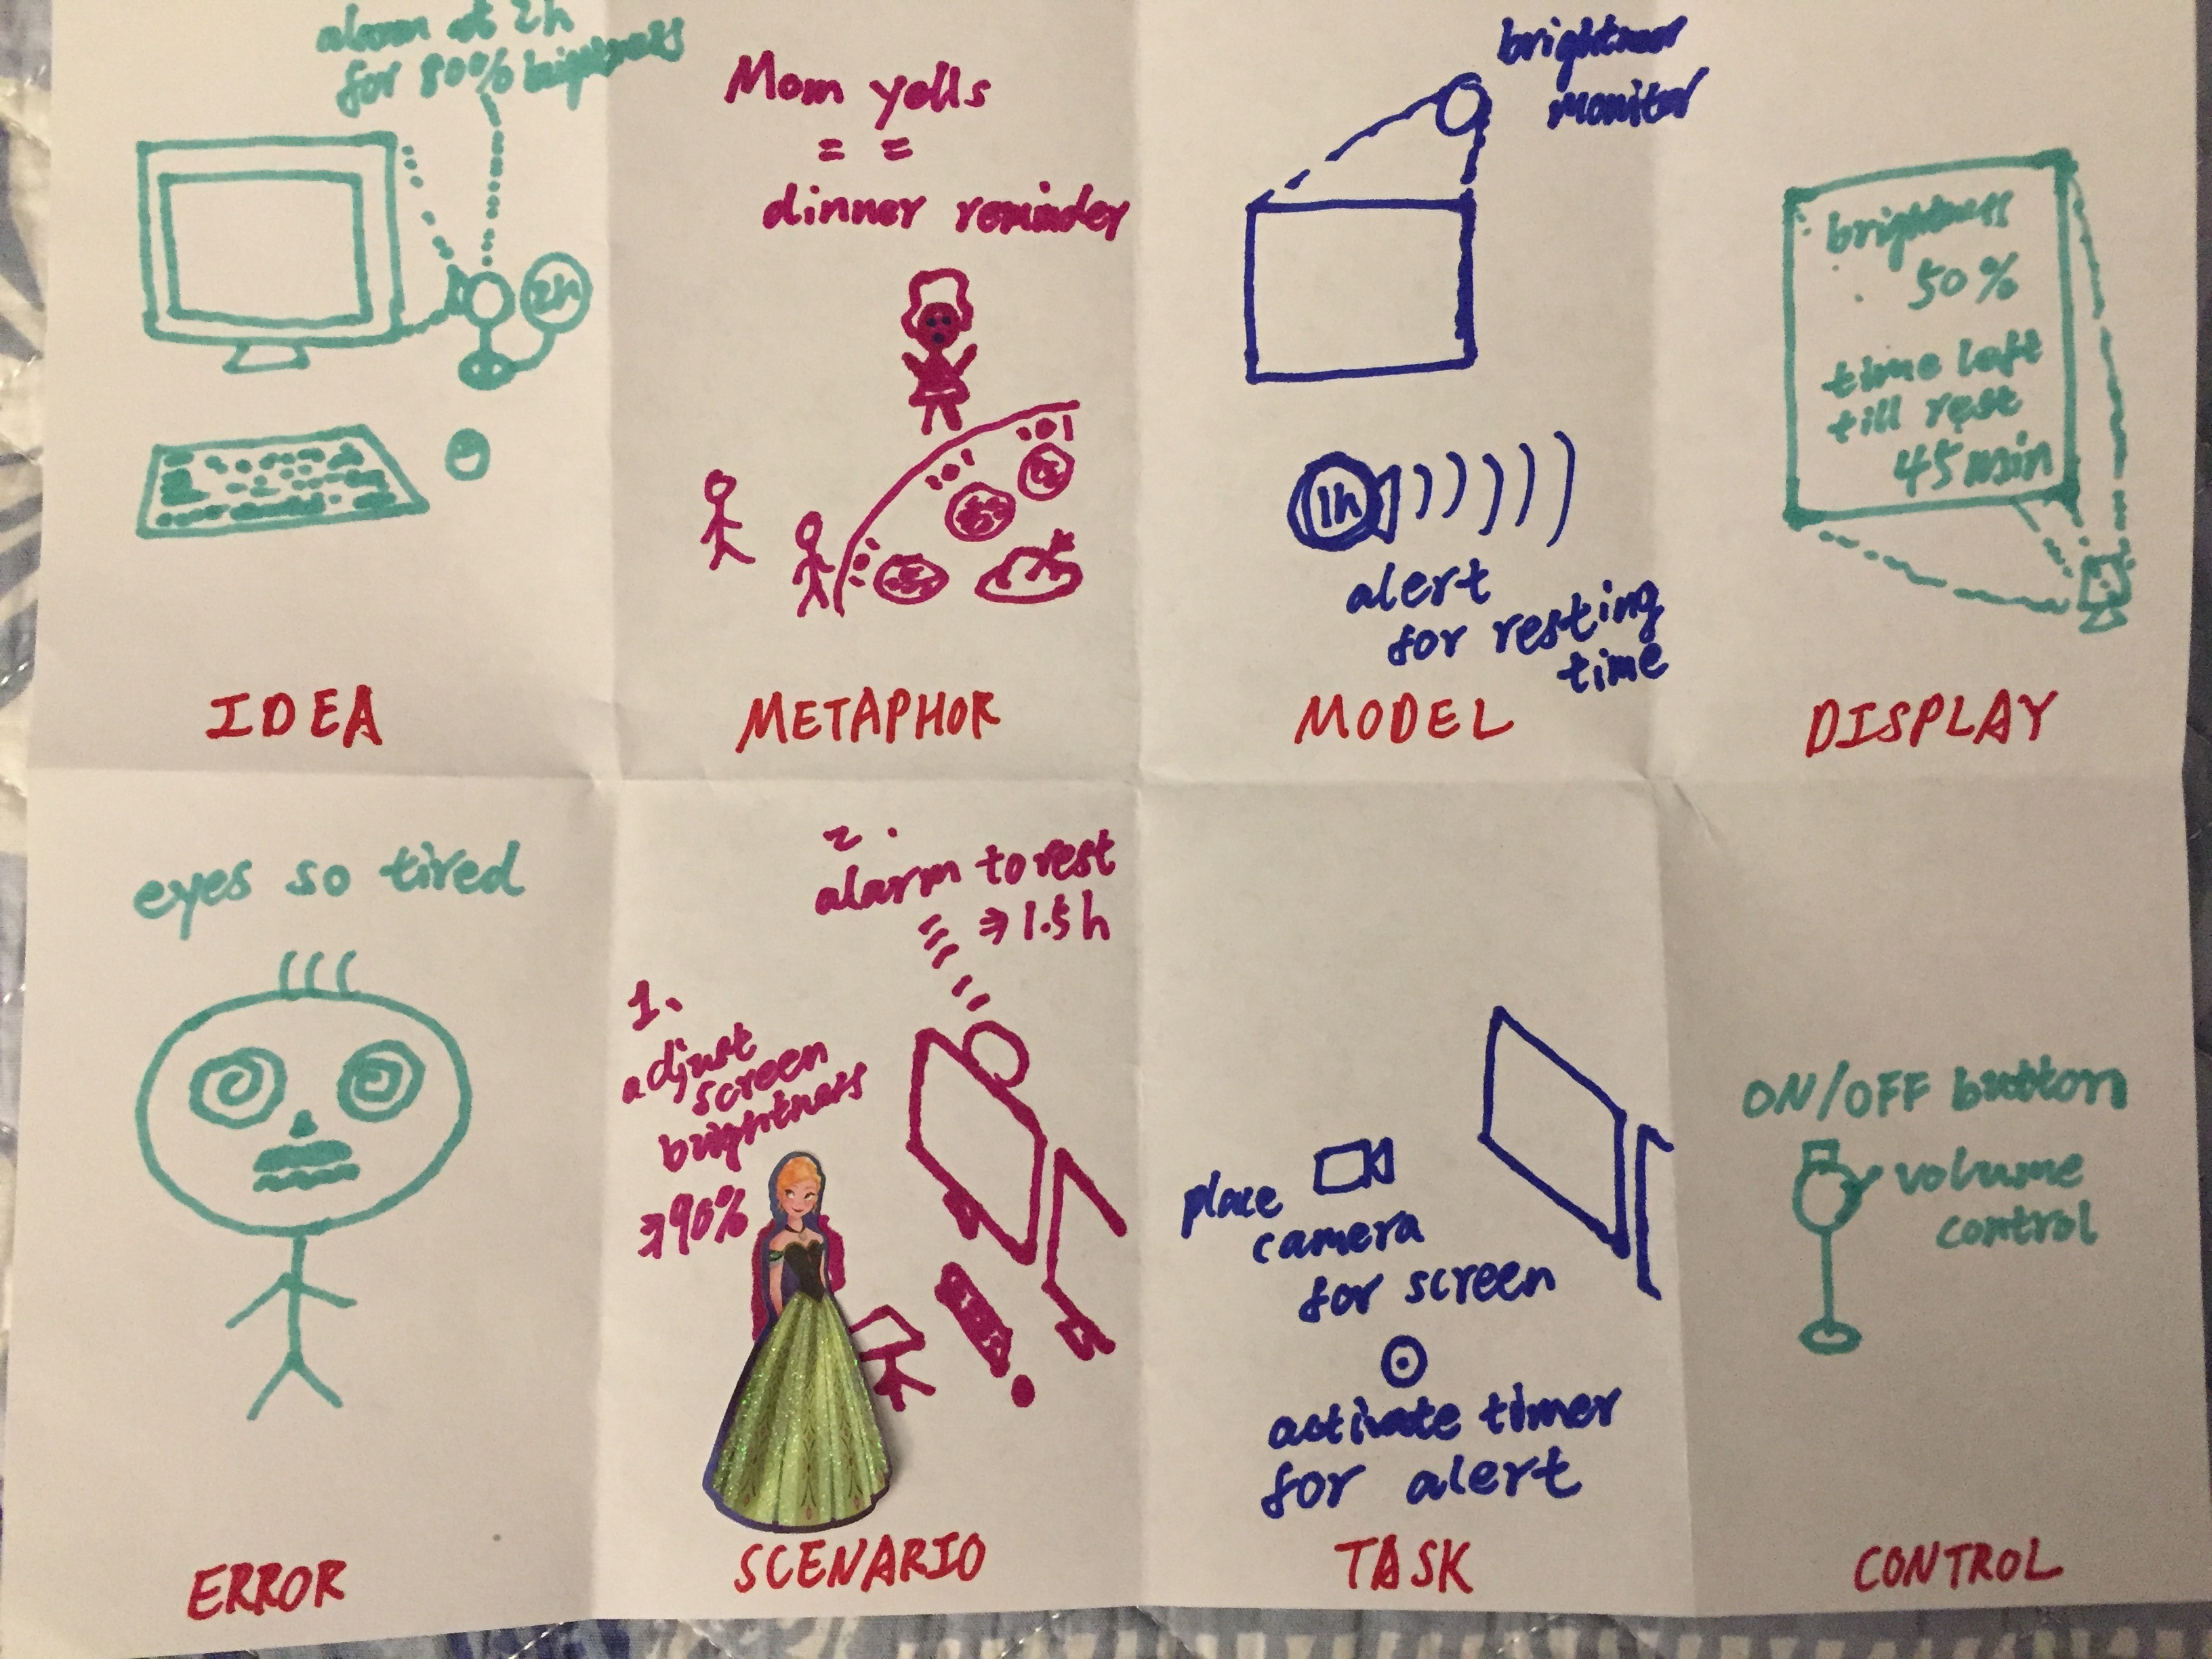 alarm at 2h
for 80% brightness
2h
IDEA
Mom yells
= =
dinner reminder
METAPHOR
brightness
monitor
1h
alert
for resting
time
MODEL
brightness
50%
time left
till rest
45 min
DISPLAY
eyes so tired
ERROR
2.
alarm to rest
⇒ 1.5h
1.
adjust
screen
brightness
⇒ 90%
SCENARIO
place
camera
for screen
activate timer
for alert
TASK
ON/OFF button
volume
control
CONTROL